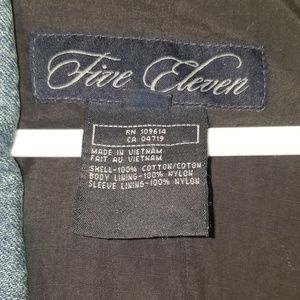 Five Eleven
RN 109614
CA 04719
MADE IN VIETNAM
FAIT AU VIETNAM
SHELL-100% COTTON/COTON
BODY LINING-100% NYLON
SLEEVE LINING-100% NYLON